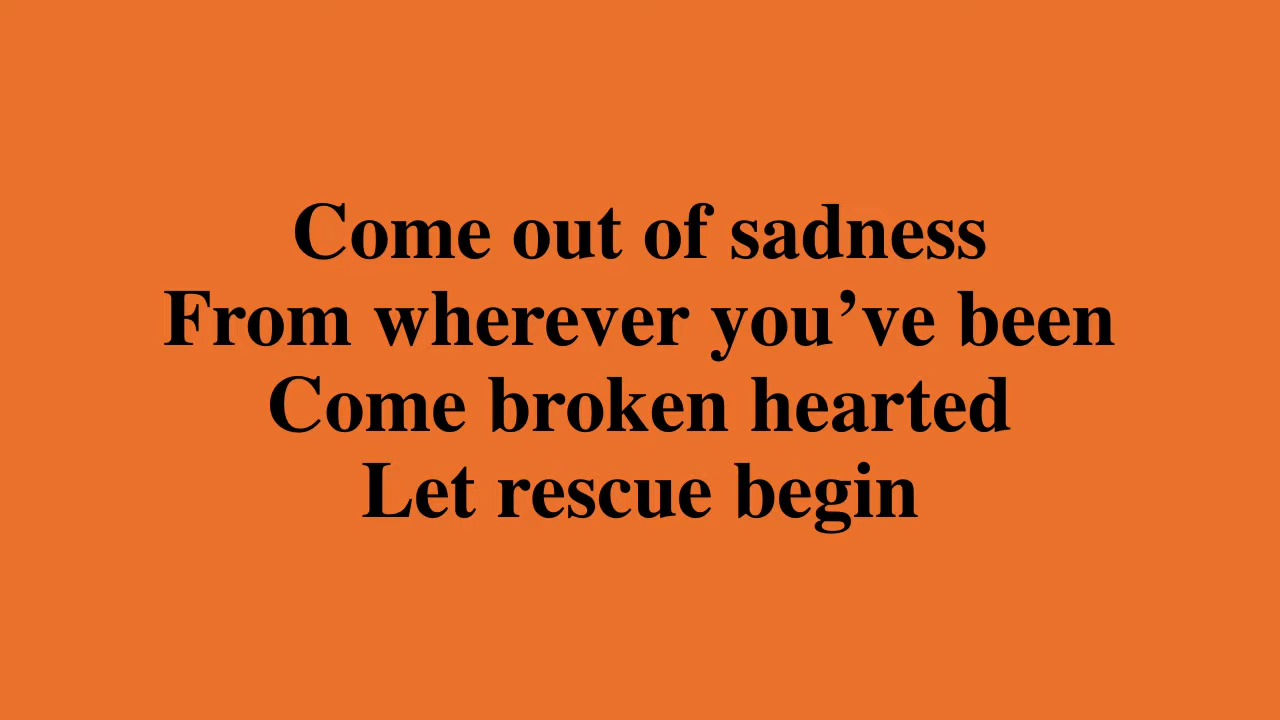 Come out of sadness
From wherever you’ve been
Come broken hearted
Let rescue begin